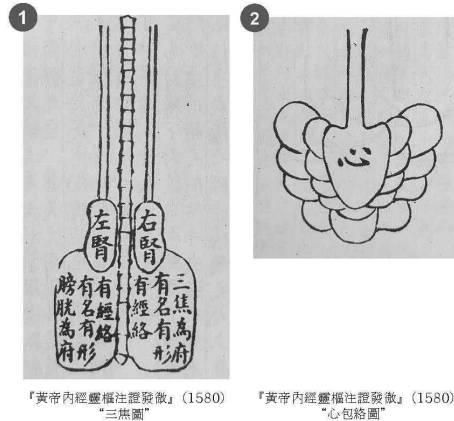 1
右腎
左腎
三焦為府
有名有形
有經絡
有經絡
有名有形
膀胱為府
『黃帝內經靈樞注證發微』(1580)
“三焦圖”
2
心
『黃帝內經靈樞注證發微』(1580)
“心包絡圖”